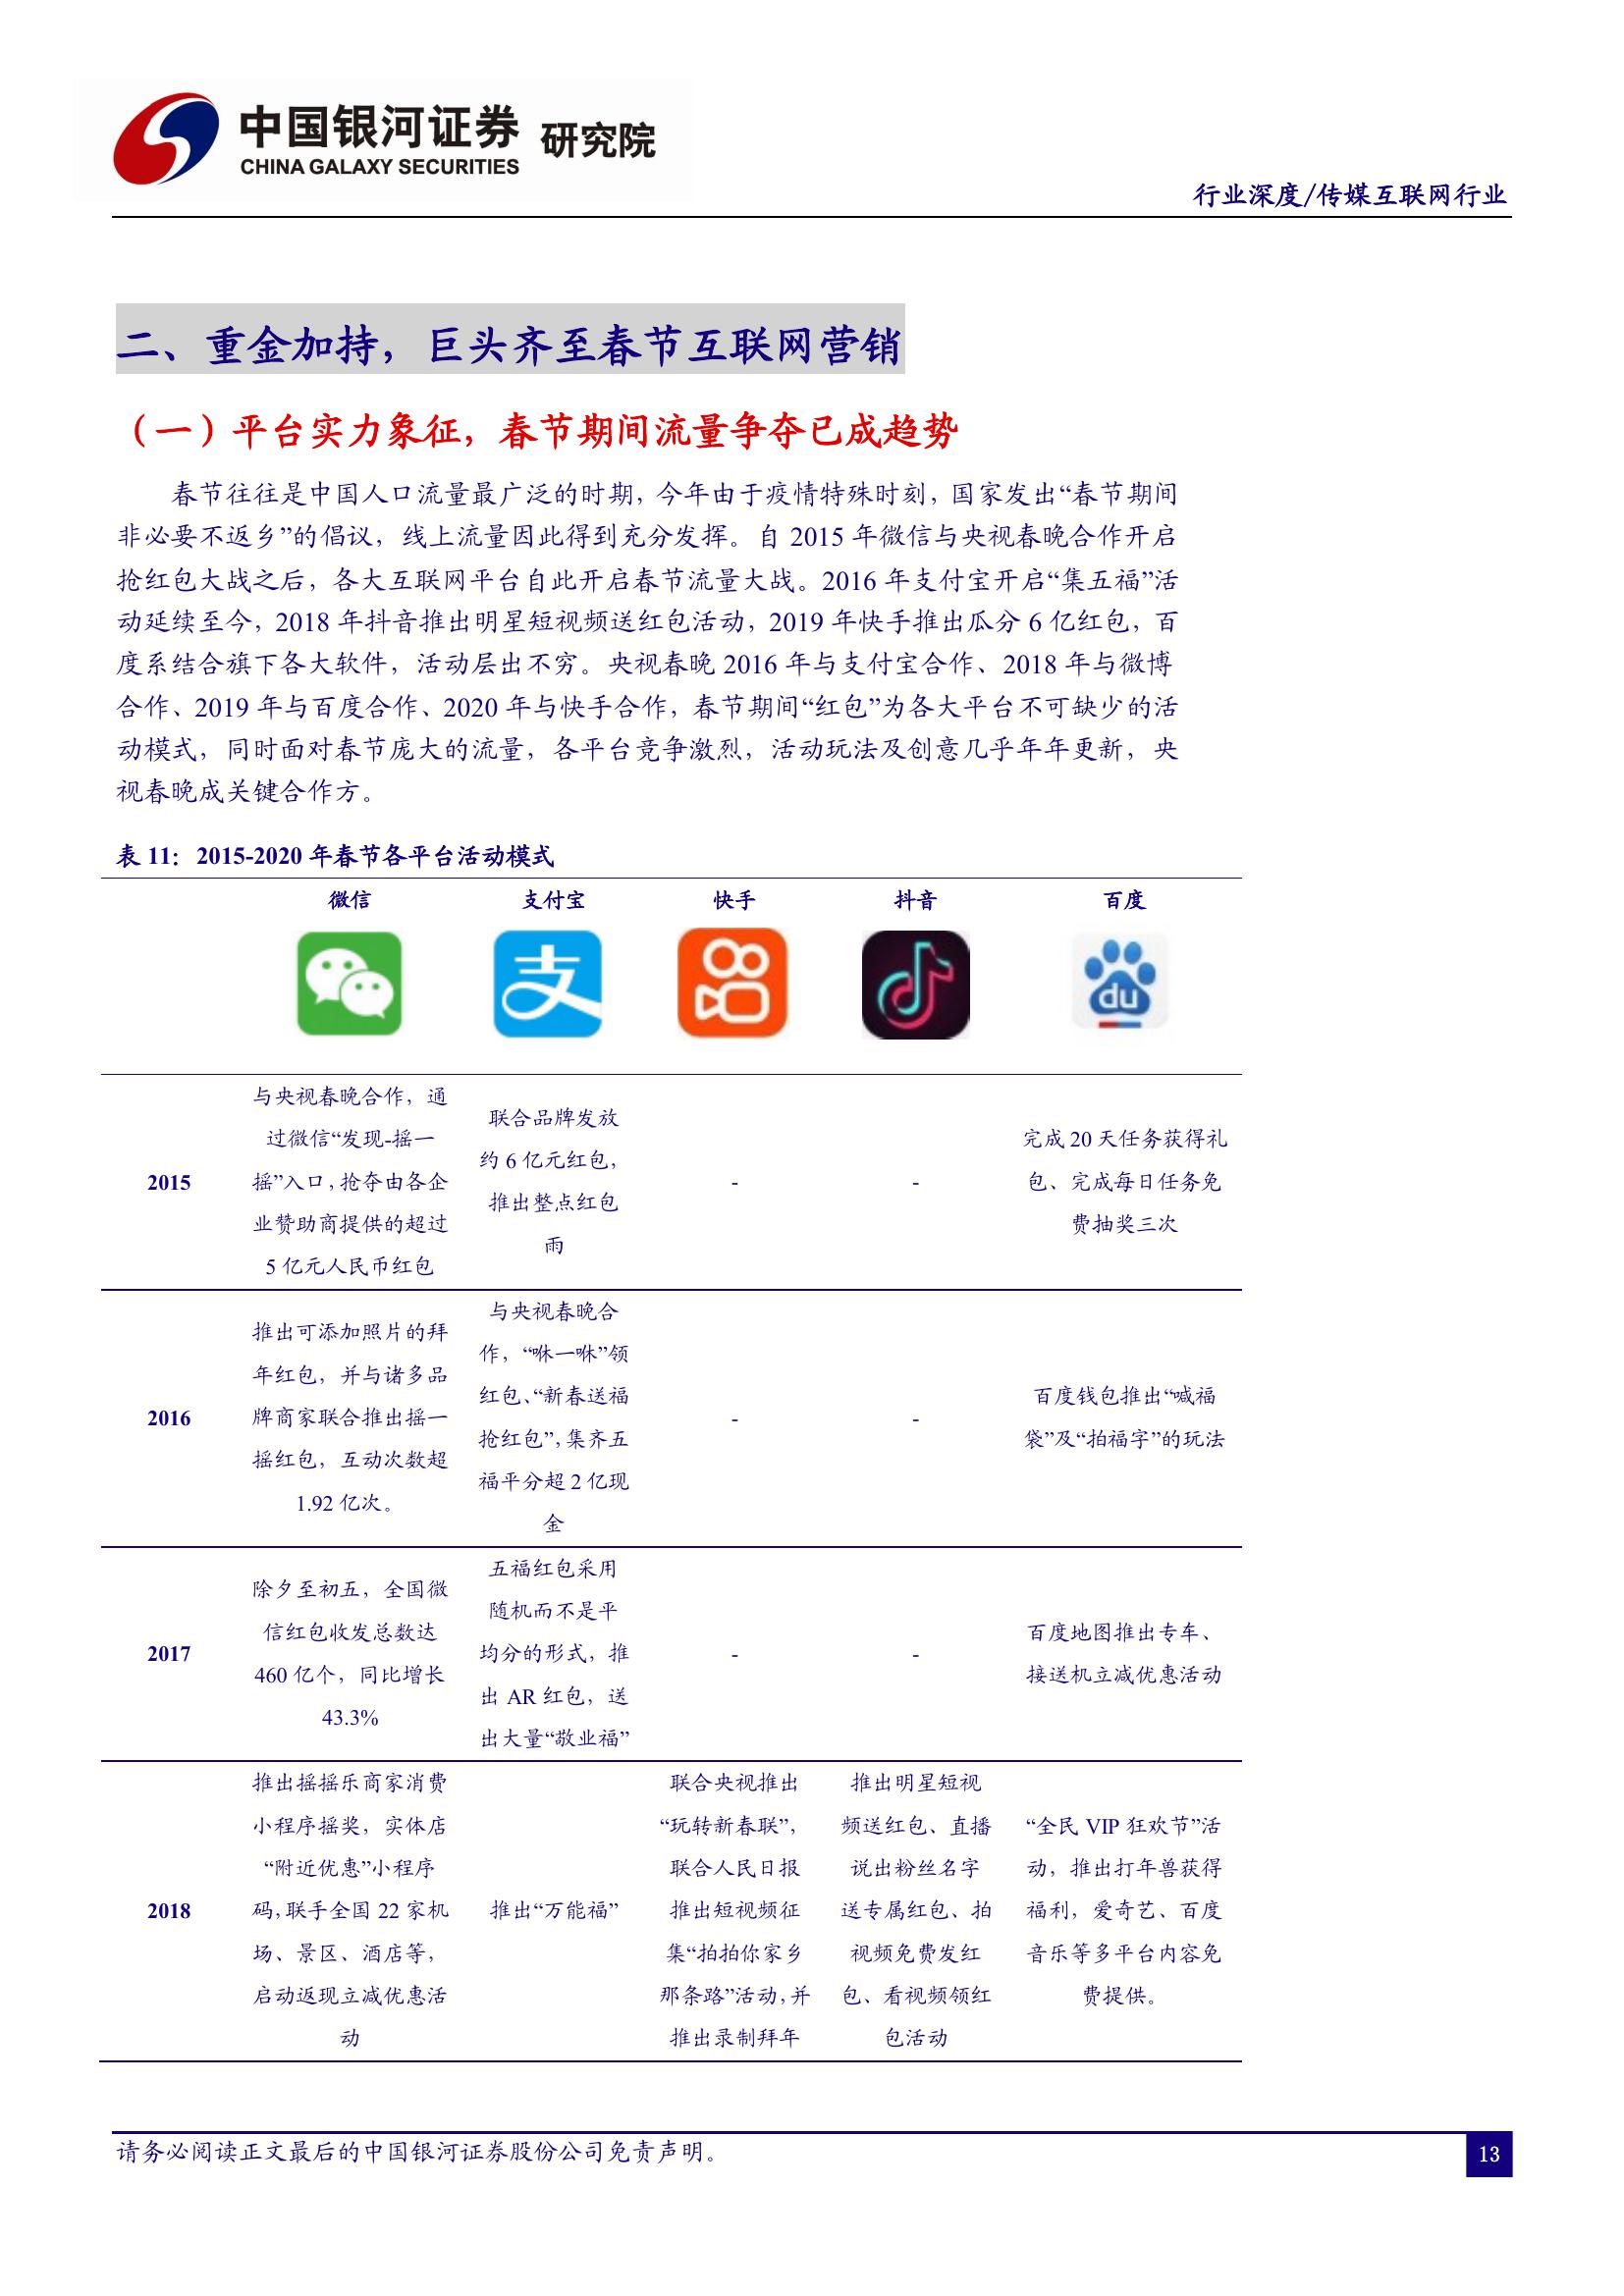 中国银河证券 研究院
CHINA GALAXY SECURITIES
行业深度/传媒互联网行业
二、重金加持，巨头齐至春节互联网营销
（一）平台实力象征，春节期间流量争夺已成趋势
春节往往是中国人口流量最广泛的时期，今年由于疫情特殊时刻，国家发出“春节期间
非必要不返乡”的倡议，线上流量因此得到充分发挥。自 2015 年微信与央视春晚合作开启
抢红包大战之后，各大互联网平台自此开启春节流量大战。2016 年支付宝开启“集五福”活
动延续至今，2018 年抖音推出明星短视频送红包活动，2019 年快手推出瓜分 6 亿红包，百
度系结合旗下各大软件，活动层出不穷。央视春晚 2016 年与支付宝合作、2018 年与微博
合作、2019 年与百度合作、2020 年与快手合作，春节期间“红包”为各大平台不可缺少的活
动模式，同时面对春节庞大的流量，各平台竞争激烈，活动玩法及创意几乎年年更新，央
视春晚成关键合作方。
表 11：2015-2020 年春节各平台活动模式
微信 支付宝 快手 抖音 百度
支
du
2015
与央视春晚合作，通
过微信“发现-摇一
摇”入口，抢夺由各企
业赞助商提供的超过
5 亿元人民币红包
联合品牌发放
约 6 亿元红包，
推出整点红包
雨
-
-
完成 20 天任务获得礼
包、完成每日任务免
费抽奖三次
2016
推出可添加照片的拜
年红包，并与诸多品
牌商家联合推出摇一
摇红包，互动次数超
1.92 亿次。
与央视春晚合
作，“咻一咻”领
红包、“新春送福
抢红包”，集齐五
福平分超 2 亿现
金
-
-
百度钱包推出“喊福
袋”及“拍福字”的玩法
2017
除夕至初五，全国微
信红包收发总数达
460 亿个，同比增长
43.3%
五福红包采用
随机而不是平
均分的形式，推
出 AR 红包，送
出大量“敬业福”
-
-
百度地图推出专车、
接送机立减优惠活动
2018
推出摇摇乐商家消费
小程序摇奖，实体店
“附近优惠”小程序
码，联手全国 22 家机
场、景区、酒店等，
启动返现立减优惠活
动
推出“万能福”
联合央视推出
“玩转新春联”，
联合人民日报
推出短视频征
集“拍拍你家乡
那条路”活动，并
推出录制拜年
推出明星短视
频送红包、直播
说出粉丝名字
送专属红包、拍
视频免费发红
包、看视频领红
包活动
“全民 VIP 狂欢节”活
动，推出打年兽获得
福利，爱奇艺、百度
音乐等多平台内容免
费提供。
请务必阅读正文最后的中国银河证券股份公司免责声明。
13